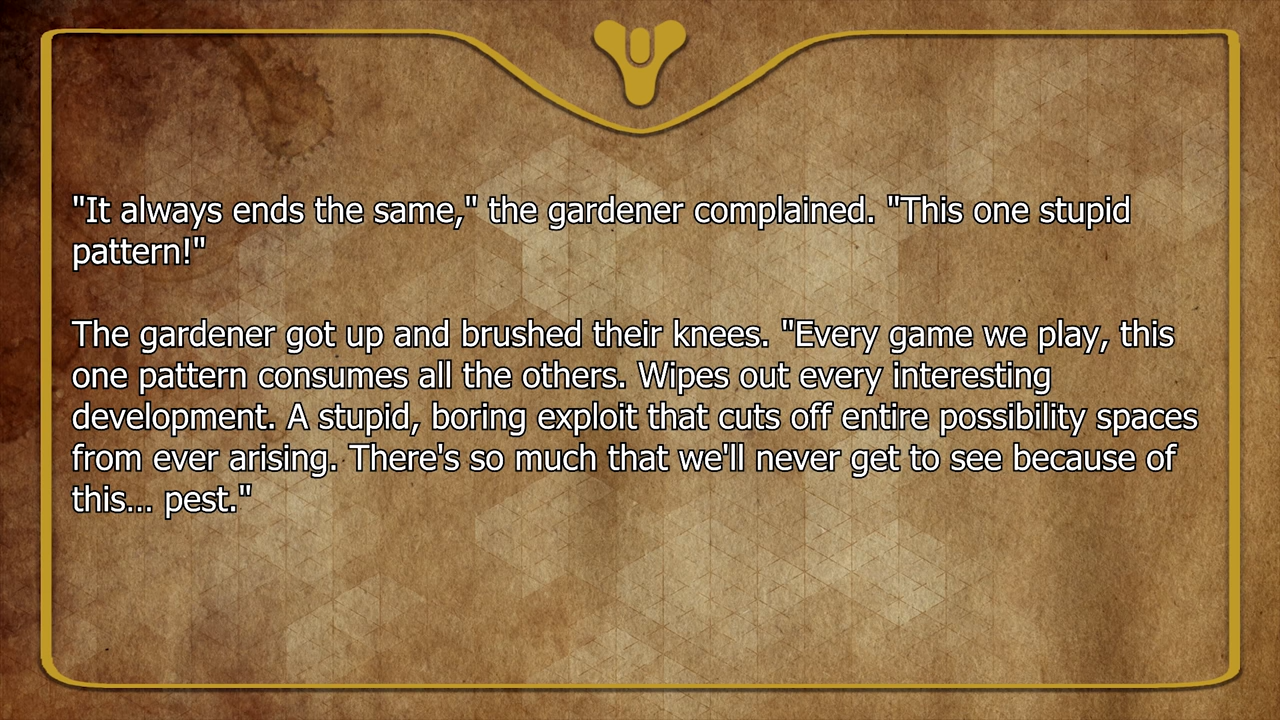 "It always ends the same," the gardener complained. "This one stupid
pattern!"
The gardener got up and brushed their knees. "Every game we play, this
one pattern consumes all the others. Wipes out every interesting
development. A stupid, boring exploit that cuts off entire possibility spaces
from ever arising. There's so much that we'll never get to see because of
this... pest."